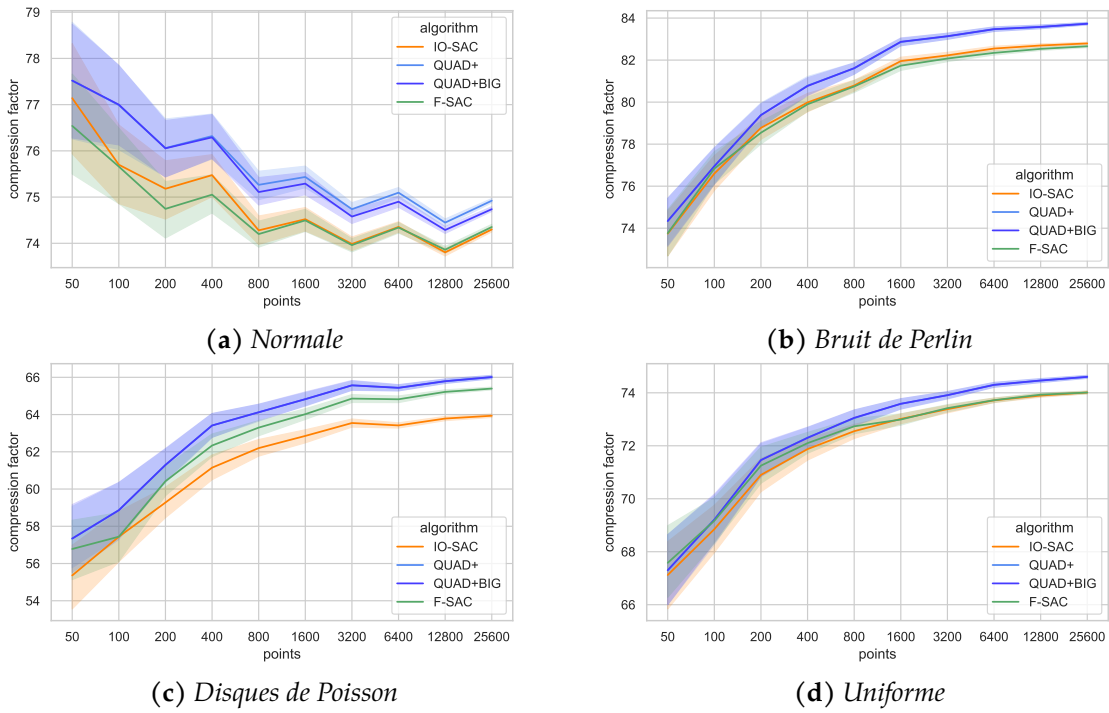 79
78
77
76
75
74
compression factor
algorithm
IO-SAC
QUAD+
QUAD+BIG
F-SAC
50 100 200 400 800 1600 3200 6400 12800 25600
points
(a) Normale
84
82
80
78
76
74
compression factor
algorithm
IO-SAC
QUAD+
QUAD+BIG
F-SAC
50 100 200 400 800 1600 3200 6400 12800 25600
points
(b) Bruit de Perlin
66
64
62
60
58
56
54
compression factor
algorithm
IO-SAC
QUAD+
QUAD+BIG
F-SAC
50 100 200 400 800 1600 3200 6400 12800 25600
points
(c) Disques de Poisson
74
72
70
68
66
compression factor
algorithm
IO-SAC
QUAD+
QUAD+BIG
F-SAC
50 100 200 400 800 1600 3200 6400 12800 25600
points
(d) Uniforme